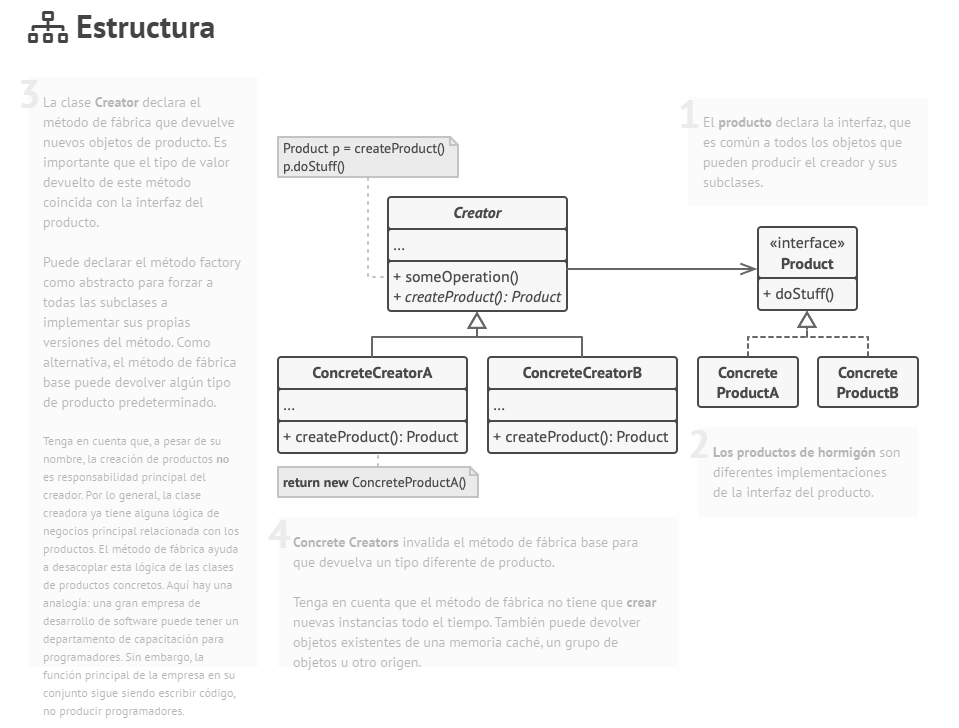 Estructura
3
La clase Creator declara el
método de fábrica que devuelve
nuevos objetos de producto. Es
importante que el tipo de valor
devuelto de este método
coincida con la interfaz del
producto.
Puede declarar el método factory
como abstracto para forzar a
todas las subclases a
implementar sus propias
versiones del método. Como
alternativa, el método de fábrica
base puede devolver algún tipo
de producto predeterminado.
Tenga en cuenta que, a pesar de su
nombre, la creación de productos no
es responsabilidad principal del
creador. Por lo general, la clase
creadora ya tiene alguna lógica de
negocios principal relacionada con los
productos. El método de fábrica ayuda
a desacoplar esta lógica de las clases
de productos concretos. Aquí hay una
analogía: una gran empresa de
desarrollo de software puede tener un
departamento de capacitación para
programadores. Sin embargo, la
función principal de la empresa en su
conjunto sigue siendo escribir código,
no producir programadores.
Product p = createProduct()
p.doStuff()
Creator
...
+ someOperation()
+ createProduct(): Product
ConcreteCreatorA
...
+ createProduct(): Product
ConcreteCreatorB
...
+ createProduct(): Product
return new ConcreteProductA()
1
El producto declara la interfaz, que
es común a todos los objetos que
pueden producir el creador y sus
subclases.
«interface»
Product
+ doStuff()
Concrete
ProductA
Concrete
ProductB
2
Los productos de hormigón son
diferentes implementaciones
de la interfaz del producto.
4
Concrete Creators invalida el método de fábrica base para
que devuelva un tipo diferente de producto.
Tenga en cuenta que el método de fábrica no tiene que crear
nuevas instancias todo el tiempo. También puede devolver
objetos existentes de una memoria caché, un grupo de
objetos u otro origen.